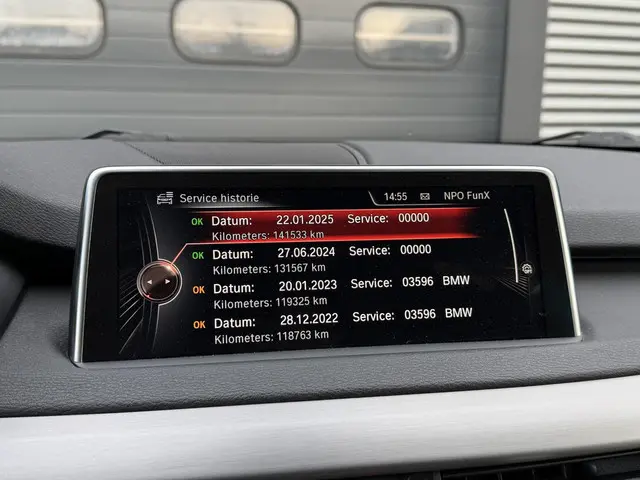 Service historie 14:55 NPO FunX
OK Datum: 22.01.2025 Service: 00000
Kilometers: 141533 km
OK Datum: 27.06.2024 Service: 00000
Kilometers: 131567 km
OK Datum: 20.01.2023 Service: 03596 BMW
Kilometers: 119325 km
OK Datum: 28.12.2022 Service: 03596 BMW
Kilometers: 118763 km